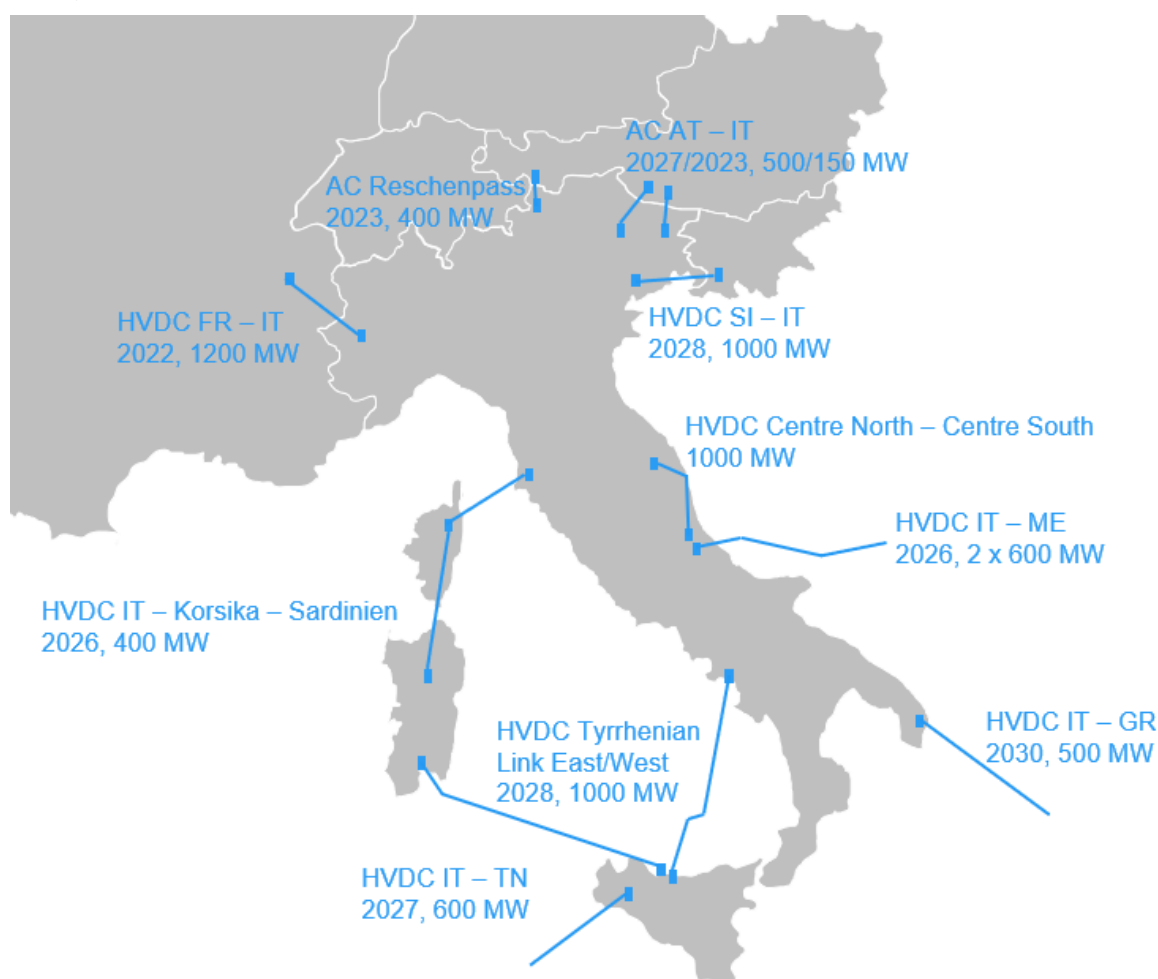 AC AT – IT
2027/2023, 500/150 MW
AC Reschenpass
2023, 400 MW
HVDC FR – IT
2022, 1200 MW
HVDC SI – IT
2028, 1000 MW
HVDC Centre North – Centre South
1000 MW
HVDC IT – ME
2026, 2 x 600 MW
HVDC IT – Korsika – Sardinien
2026, 400 MW
HVDC Tyrrhenian
Link East/West
2028, 1000 MW
HVDC IT – GR
2030, 500 MW
HVDC IT – TN
2027, 600 MW